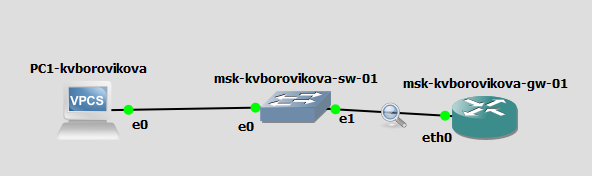 PC1-kvborovikova
VPCS
e0
msk-kvborovikova-sw-01
e0
e1
msk-kvborovikova-gw-01
eth0